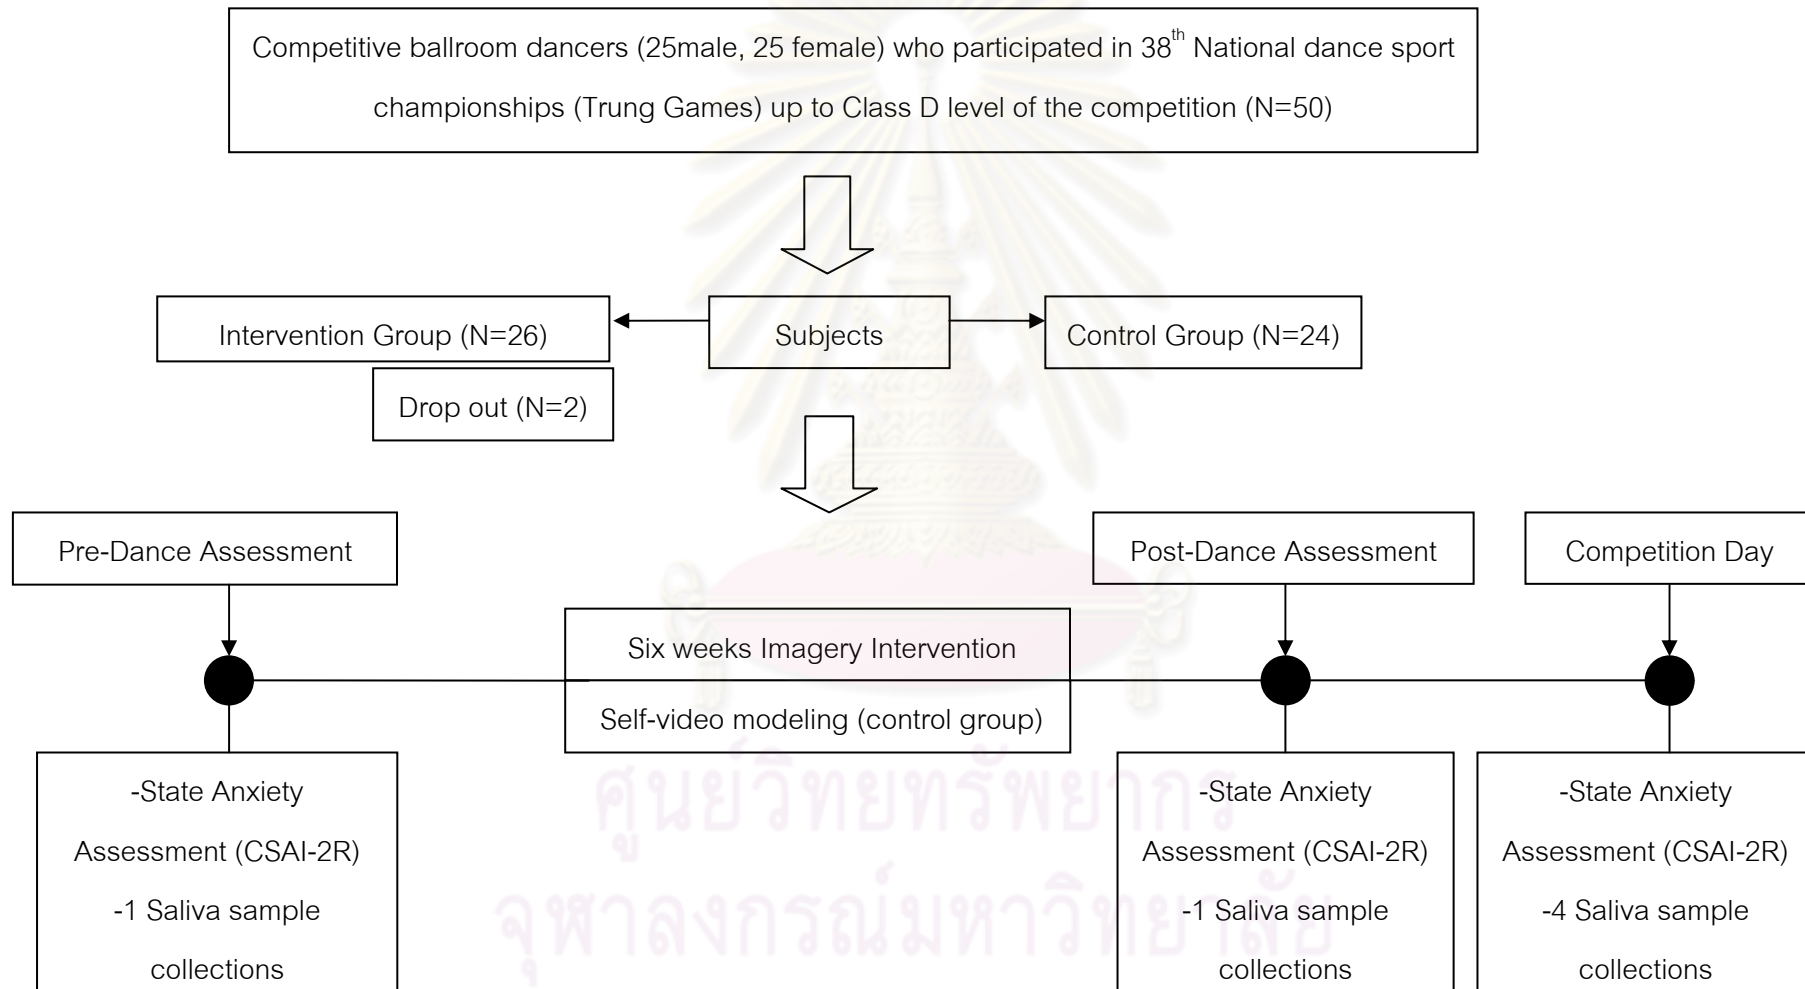 Competitive ballroom dancers (25male, 25 female) who participated in 38th National dance sport
championships (Trung Games) up to Class D level of the competition (N=50)
Intervention Group (N=26)
Subjects
Control Group (N=24)
Drop out (N=2)
Pre-Dance Assessment
Post-Dance Assessment
Competition Day
Six weeks Imagery Intervention
Self-video modeling (control group)
-State Anxiety
Assessment (CSAI-2R)
-1 Saliva sample
collections
-State Anxiety
Assessment (CSAI-2R)
-1 Saliva sample
collections
-State Anxiety
Assessment (CSAI-2R)
-4 Saliva sample
collections
ศูนย์วิทยทรัพยากร
จุฬาลงกรณ์มหาวิทยาลัย